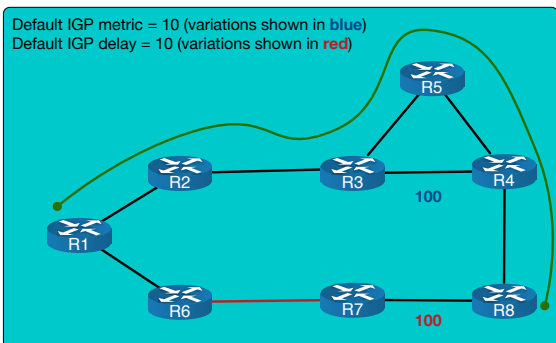 Default IGP metric = 10 (variations shown in blue)
Default IGP delay = 10 (variations shown in red)
R5
R2
R3
R4
100
R1
R6
R7
R8
100